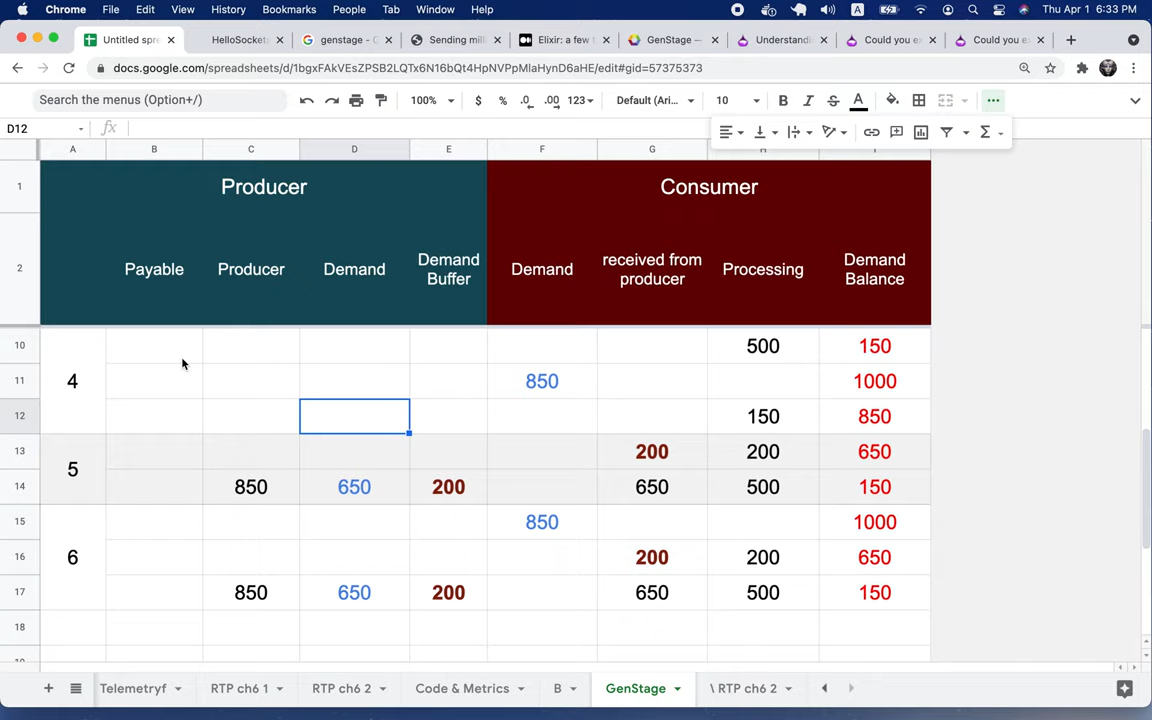 Chrome File Edit View History Bookmarks People Tab Window Help A Thu Apr 1 6:33 PM
Untitled spre HelloSocket genstage - G Sending mill Elixir: a few t GenStage — Understandi Could you ex Could you ex
docs.google.com/spreadsheets/d/1bgxFAkVEsZPSB2LQTx6N16bQt4HpNVPpMlaHynD6aHE/edit#gid=57375373
Search the menus (Option+/) 100% $ % .0 .00 123 Default (Ari... 10 B I S A
D12 fx
A B C D E F G
1 Producer Consumer
2 Payable Producer Demand Demand Buffer Demand received from producer Processing Demand Balance
10 500 150
4
11 850 1000
12 150 850
5
13 200 200 650
14 850 650 200 650 500 150
15 850 1000
6
16 200 200 650
17 850 650 200 650 500 150
18
Telemetryf RTP ch6 1 RTP ch6 2 Code & Metrics B GenStage \ RTP ch6 2